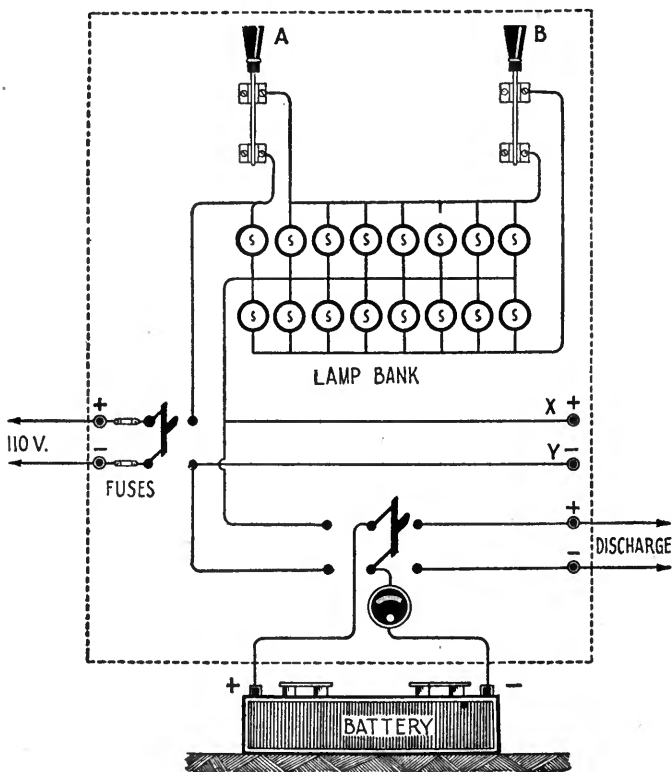 A B
S S S S S S S S
S S S S S S S S
LAMP BANK
+ X +
110 V.
- Y -
FUSES
+
- DISCHARGE
+ -
BATTERY